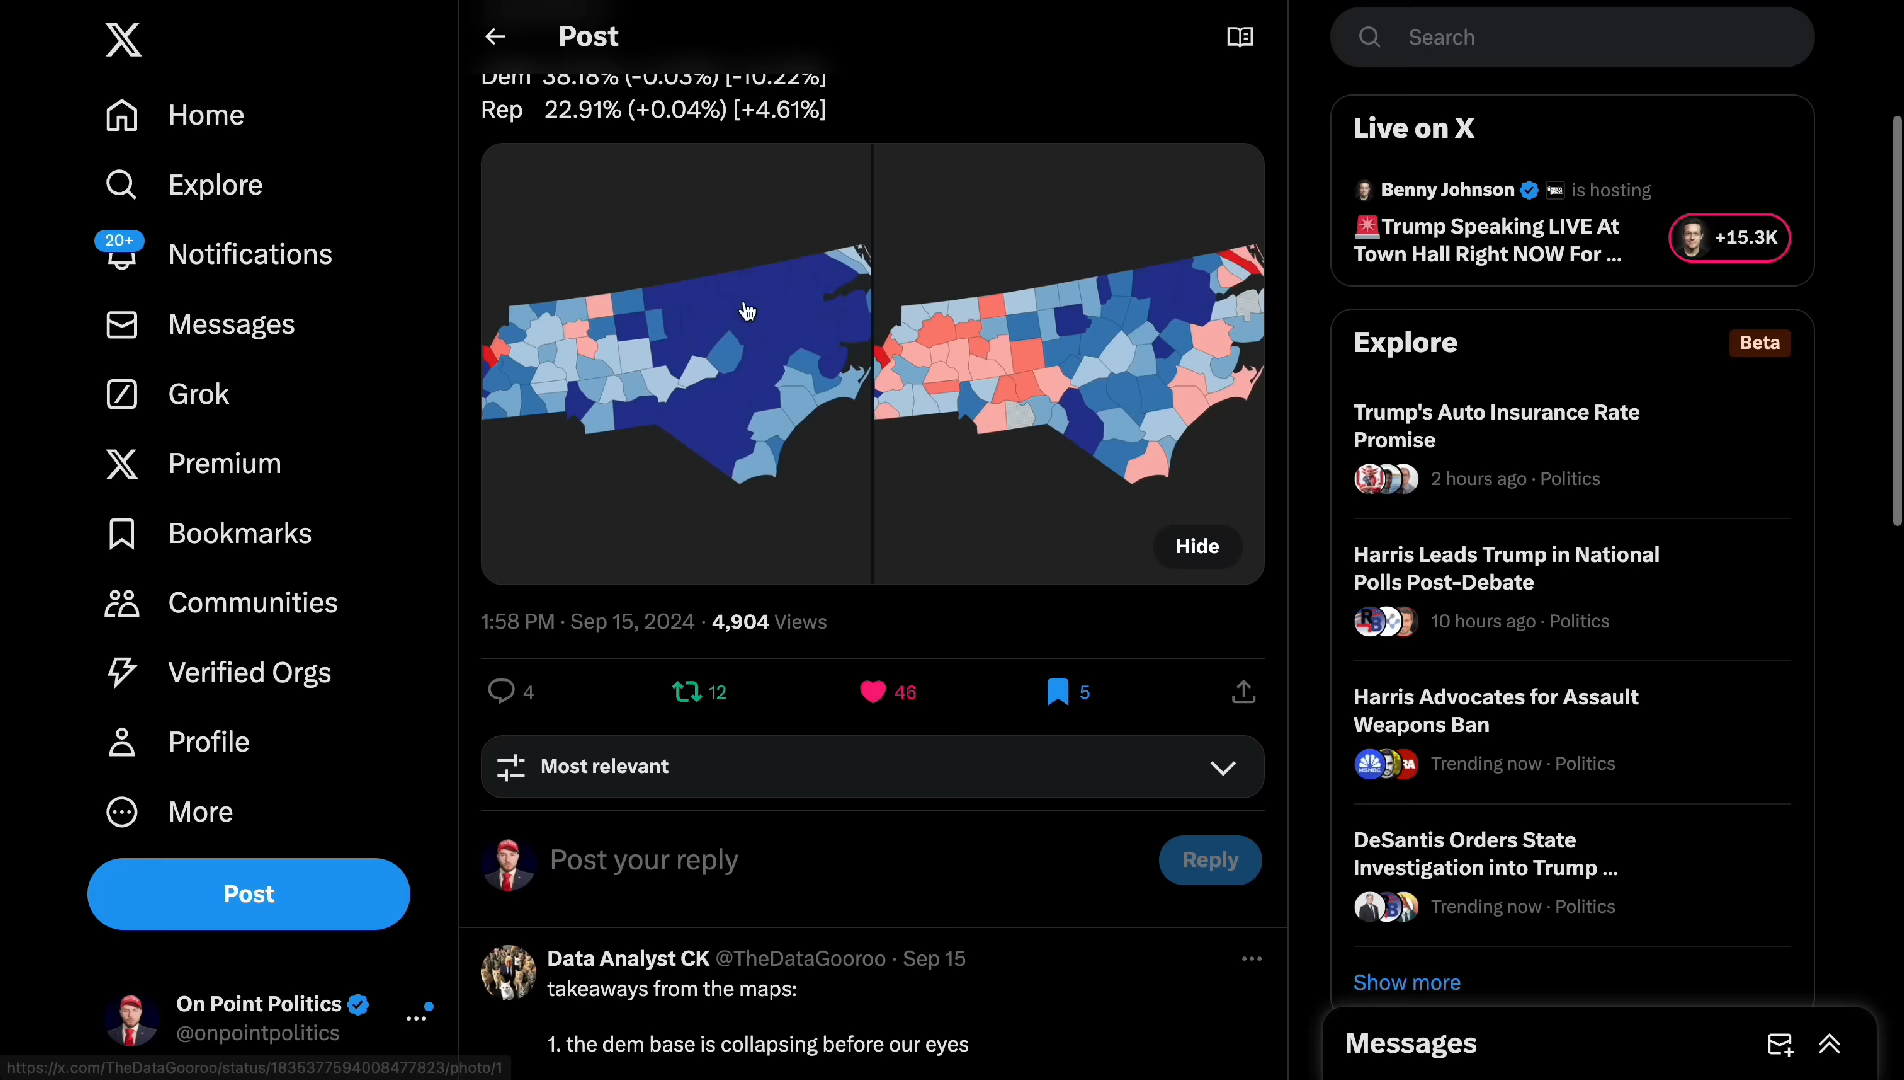 Home
Explore
20+
Notifications
Messages
Grok
Premium
Bookmarks
Communities
Verified Orgs
Profile
More
Post
On Point Politics
@onpointpolitics
https://x.com/TheDataGooroo/status/1835377594008477823/photo/1
Post
Dem 38.18% (-0.03%) [-10.22%]
Rep 22.91% (+0.04%) [+4.61%]
Hide
1:58 PM · Sep 15, 2024 · 4,904 Views
4
12
46
5
Most relevant
Post your reply
Reply
Data Analyst CK @TheDataGooroo · Sep 15
takeaways from the maps:
1. the dem base is collapsing before our eyes
Search
Live on X
Benny Johnson is hosting
Trump Speaking LIVE At
Town Hall Right NOW For ...
+15.3K
Explore
Beta
Trump's Auto Insurance Rate
Promise
2 hours ago · Politics
Harris Leads Trump in National
Polls Post-Debate
10 hours ago · Politics
Harris Advocates for Assault
Weapons Ban
Trending now · Politics
DeSantis Orders State
Investigation into Trump ...
Trending now · Politics
Show more
Messages